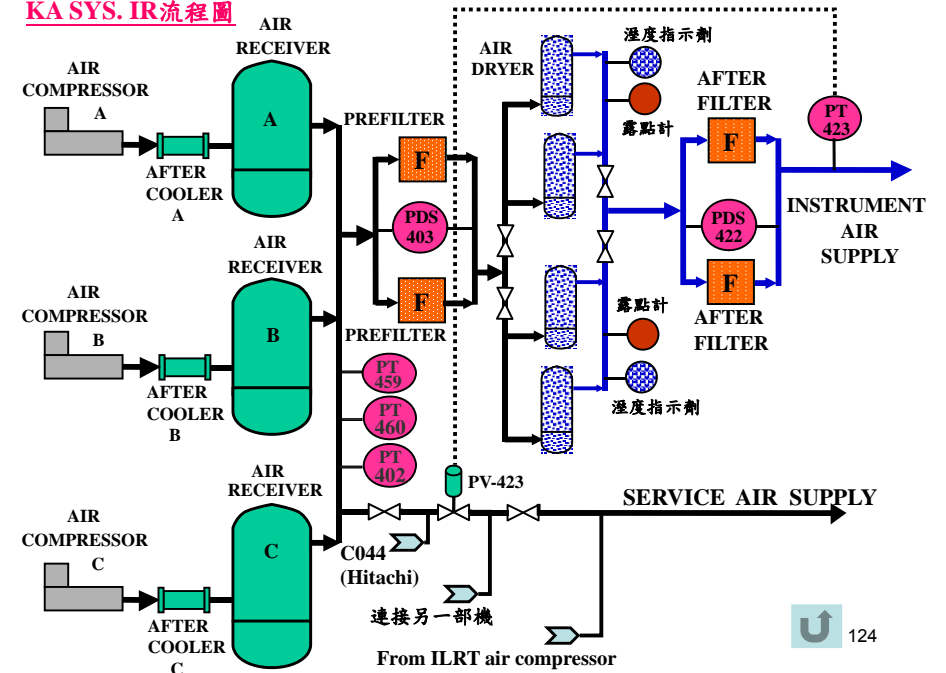 KA SYS. IR流程圖
AIR
COMPRESSOR
A
AFTER
COOLER
A
AIR
RECEIVER
A
AIR
COMPRESSOR
B
AFTER
COOLER
B
AIR
RECEIVER
B
AIR
COMPRESSOR
C
AFTER
COOLER
C
AIR
RECEIVER
C
PREFILTER
F
PDS
403
F
PREFILTER
PT
459
PT
460
PT
402
AIR
DRYER
溼度指示劑
露點計
露點計
溼度指示劑
AFTER
FILTER
F
PDS
422
F
AFTER
FILTER
PT
423
INSTRUMENT
AIR
SUPPLY
PV-423
SERVICE AIR SUPPLY
C044
(Hitachi)
連接另一部機
From ILRT air compressor
124